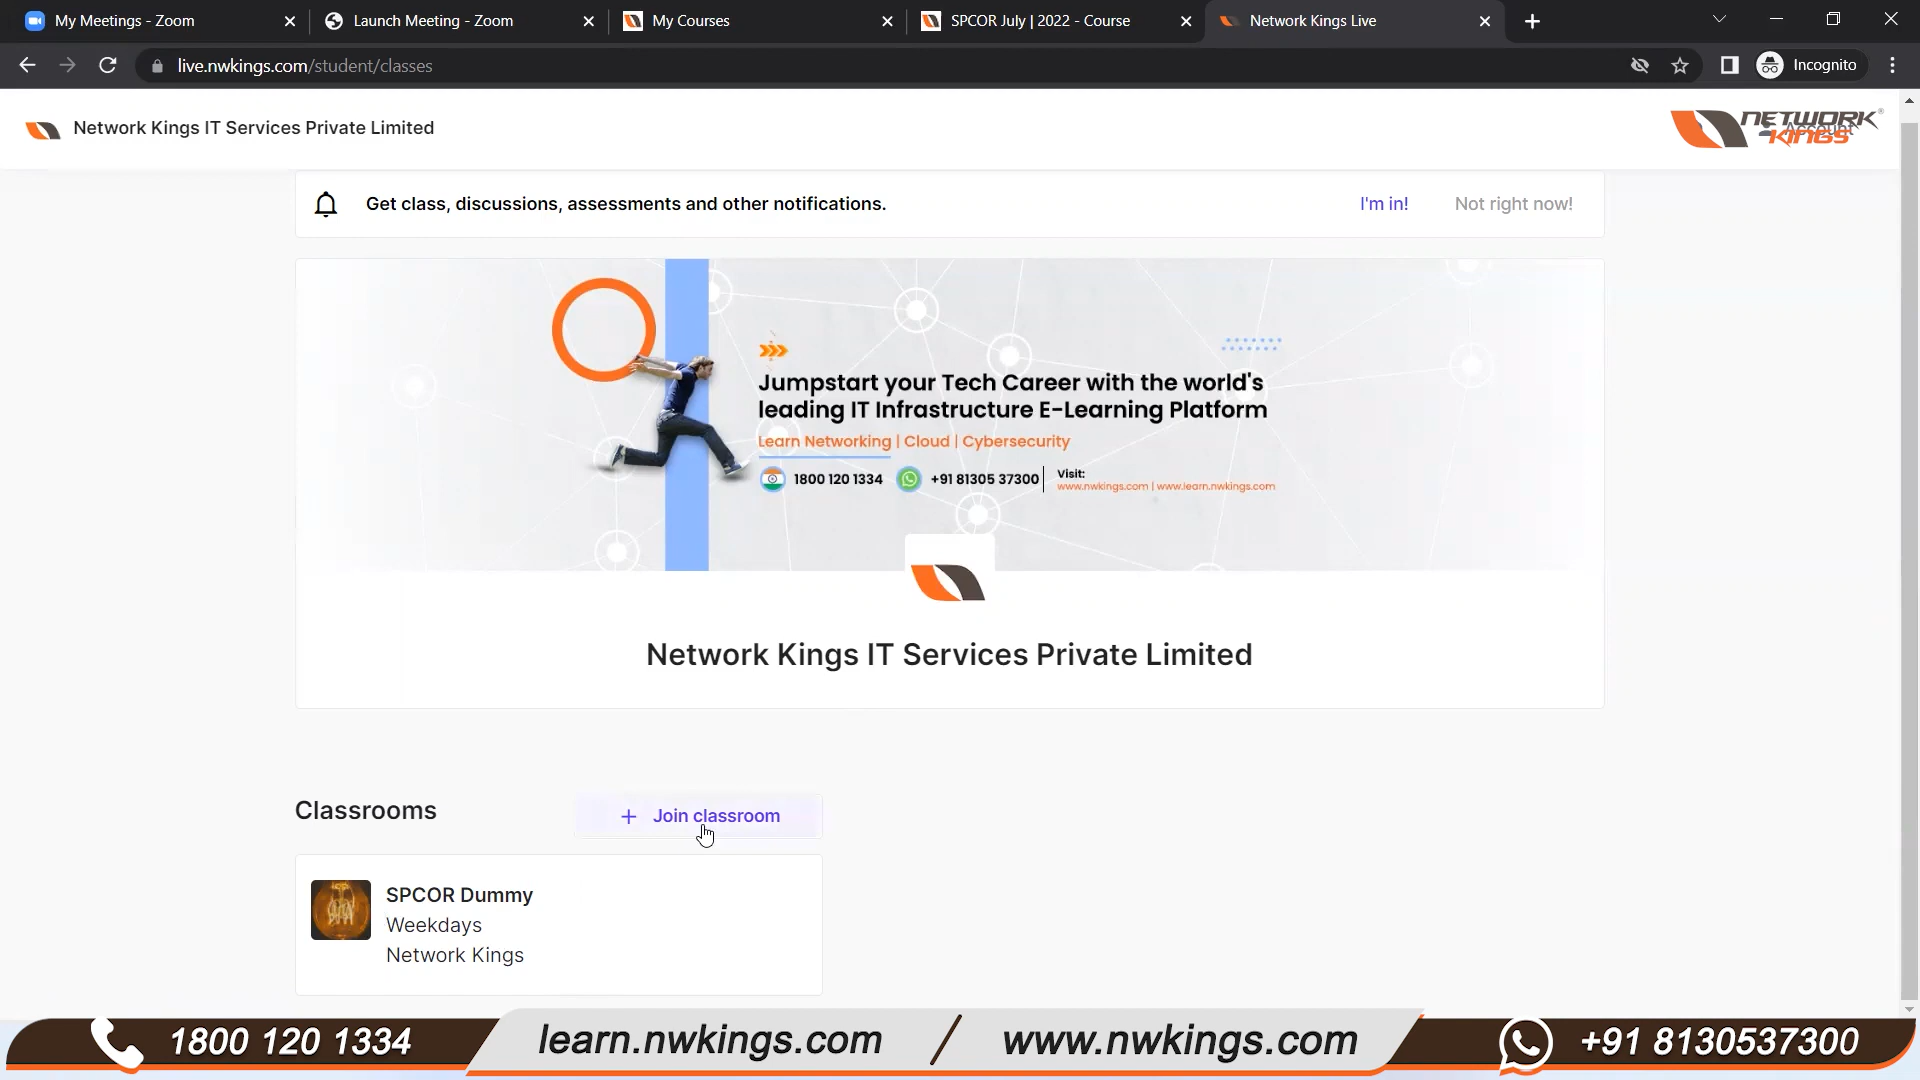 My Meetings - Zoom
Launch Meeting - Zoom
My Courses
SPCOR July | 2022 - Course
Network Kings Live
live.nwkings.com/student/classes
Incognito
Network Kings IT Services Private Limited
Account
NETWORK®
KINGS
Get class, discussions, assessments and other notifications.
I'm in!
Not right now!
Jumpstart your Tech Career with the world's
leading IT Infrastructure E-Learning Platform
Learn Networking | Cloud | Cybersecurity
1800 120 1334
+91 81305 37300
Visit:
www.nwkings.com | www.learn.nwkings.com
Network Kings IT Services Private Limited
Classrooms
+ Join classroom
SPCOR Dummy
Weekdays
Network Kings
1800 120 1334
learn.nwkings.com / www.nwkings.com
+91 8130537300